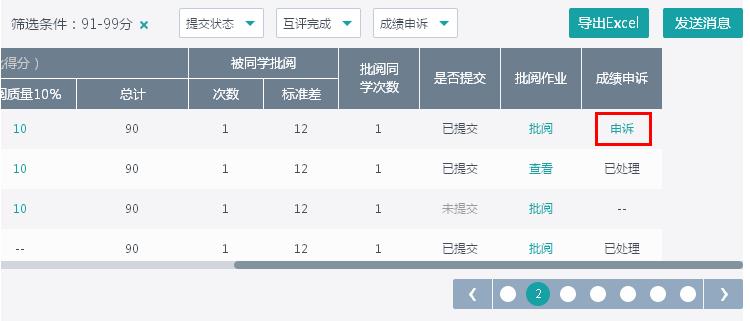 筛选条件：91-99分 × 提交状态 互评完成 成绩申诉 导出Excel 发送消息
得分） 被同学批阅 批阅同学次数 是否提交 批阅作业 成绩申诉
阅质量10% 总计 次数 标准差
10 90 1 12 1 已提交 批阅 申诉
10 90 1 12 1 已提交 查看 已处理
10 90 1 12 1 未提交 批阅 --
-- 90 1 12 1 已提交 批阅 已处理
2